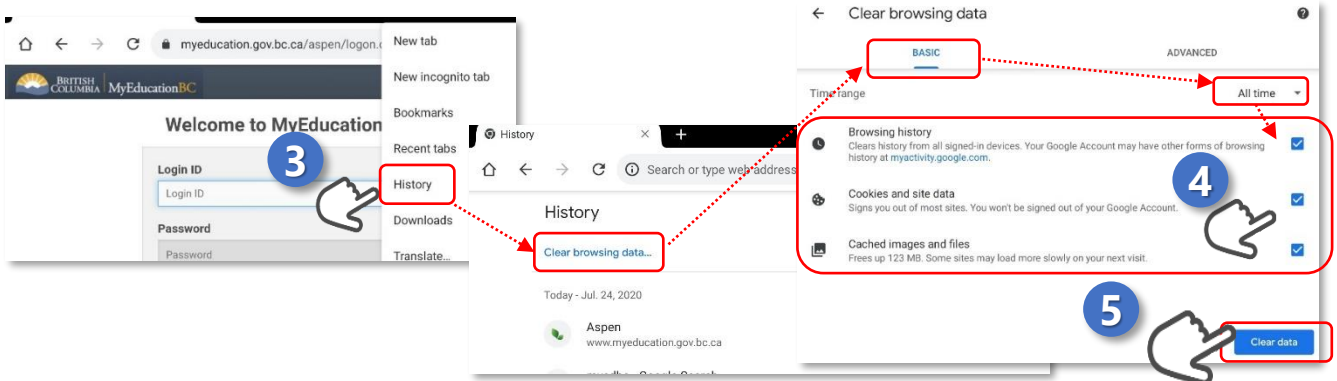 myeducation.gov.bc.ca/aspen/logon.
BRITISH COLUMBIA MyEducationBC
Welcome to MyEducation
Login ID
Login ID
Password
Password
3
New tab
New incognito tab
Bookmarks
Recent tabs
History
Downloads
Translate...
History
Search or type web address
History
Clear browsing data...
Today - Jul. 24, 2020
Aspen
www.myeducation.gov.bc.ca
Google Search
Clear browsing data
BASIC
ADVANCED
Time range
All time
Browsing history
Clears history from all signed-in devices. Your Google Account may have other forms of browsing
history at myactivity.google.com.
4
Cookies and site data
Signs you out of most sites. You won't be signed out of your Google Account.
Cached images and files
Frees up 123 MB. Some sites may load more slowly on your next visit.
5
Clear data